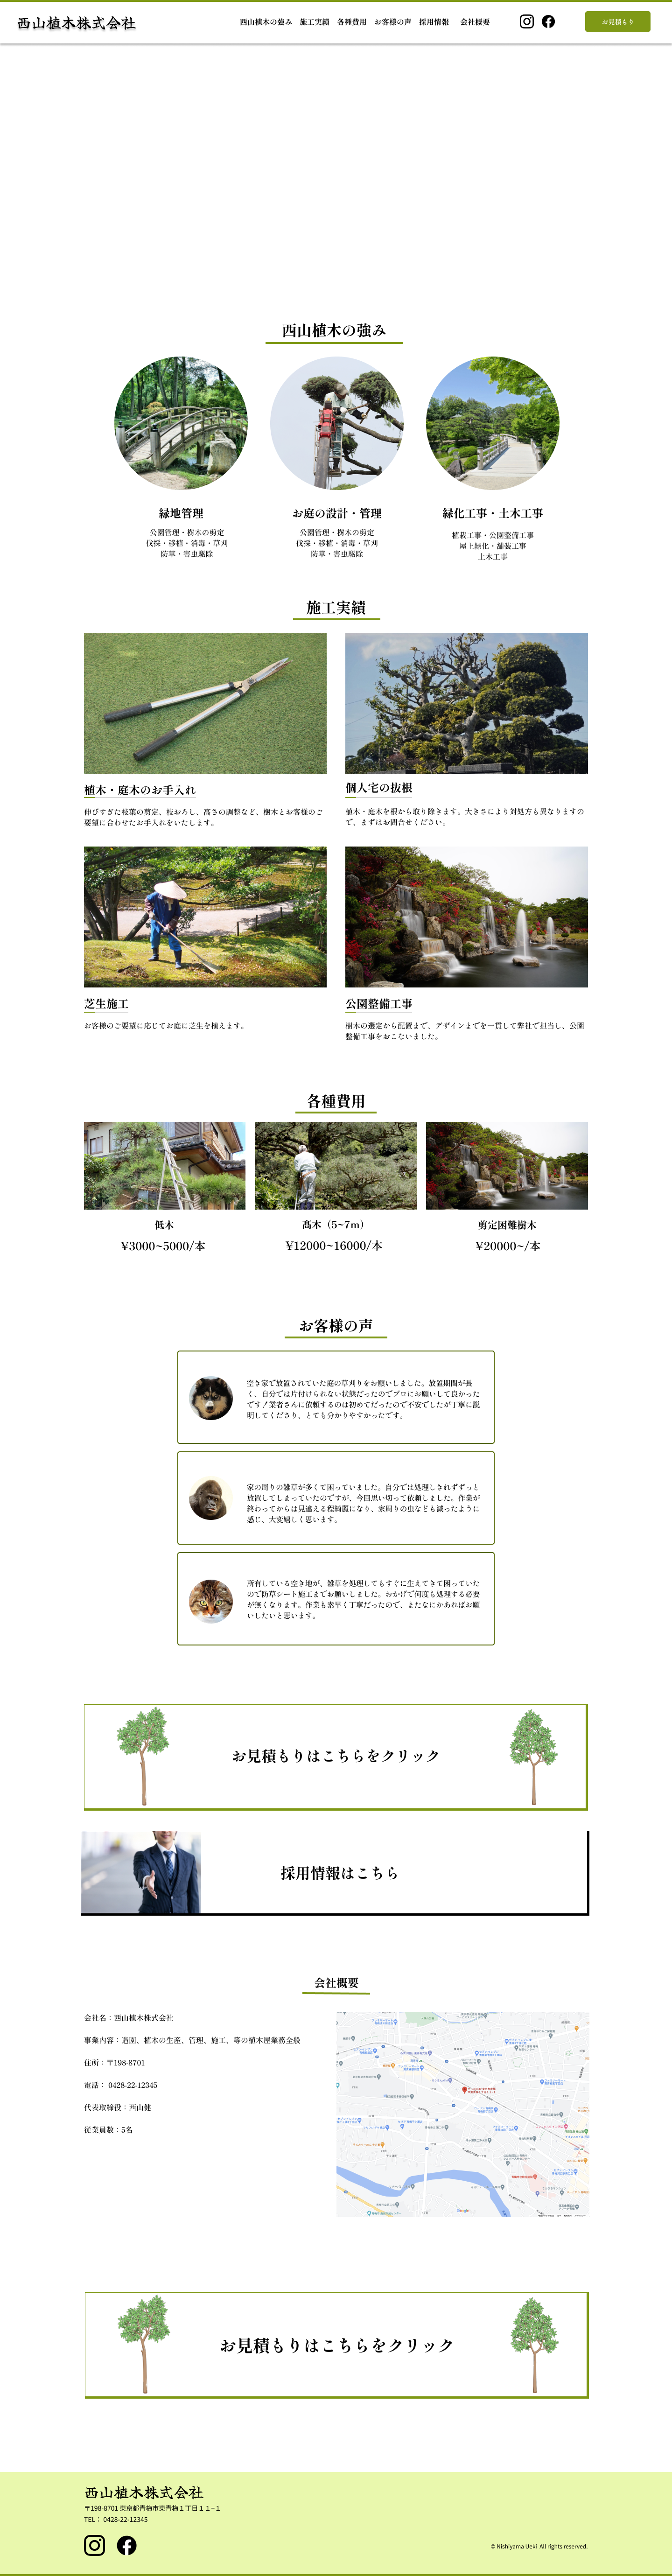 西山植木株式会社
西山植木の強み 施工実績 各種費用 お客様の声 採用情報 会社概要
お見積もり
西山植木の強み
緑地管理
公園管理・樹木の剪定
伐採・移植・消毒・草刈
防草・害虫駆除
お庭の設計・管理
公園管理・樹木の剪定
伐採・移植・消毒・草刈
防草・害虫駆除
緑化工事・土木工事
植栽工事・公園整備工事
屋上緑化・舗装工事
土木工事
施工実績
植木・庭木のお手入れ
伸びすぎた枝葉の剪定、枝おろし、高さの調整など、樹木とお客様のご
要望に合わせたお手入れをいたします。
個人宅の抜根
植木・庭木を根から取り除きます。大きさにより対処方も異なりますの
で、まずはお問合せください。
芝生施工
お客様のご要望に応じてお庭に芝生を植えます。
公園整備工事
樹木の選定から配置まで、デザインまでを一貫して弊社で担当し、公園
整備工事をおこないました。
各種費用
低木
¥3000~5000/本
高木（5~7m）
¥12000~16000/本
剪定困難樹木
¥20000~/本
お客様の声
空き家で放置されていた庭の草刈りをお願いしました。放置期間が長
く、自分では片付けられない状態だったのでプロにお願いして良かった
です！業者さんに依頼するのは初めてだったので不安でしたが丁寧に説
明してくださり、とても分かりやすかったです。
家の周りの雑草が多くて困っていました。自分では処理しきれずずっと
放置してしまっていたのですが、今回思い切って依頼しました。作業が
終わってからは見違える程綺麗になり、家周りの虫なども減ったように
感じ、大変嬉しく思います。
所有している空き地が、雑草を処理してもすぐに生えてきて困っていた
ので防草シート施工までお願いしました。おかげで何度も処理する必要
が無くなります。作業も素早く丁寧だったので、またなにかあればお願
いしたいと思います。
お見積もりはこちらをクリック
採用情報はこちら
会社概要
会社名：西山植木株式会社
事業内容：造園、植木の生産、管理、施工、等の植木屋業務全般
住所：〒198-8701
電話： 0428-22-12345
代表取締役：西山健
従業員数：5名
お見積もりはこちらをクリック
西山植木株式会社
〒198-8701 東京都青梅市東青梅１丁目１１−１
TEL： 0428-22-12345
© Nishiyama Ueki All rights reserved.